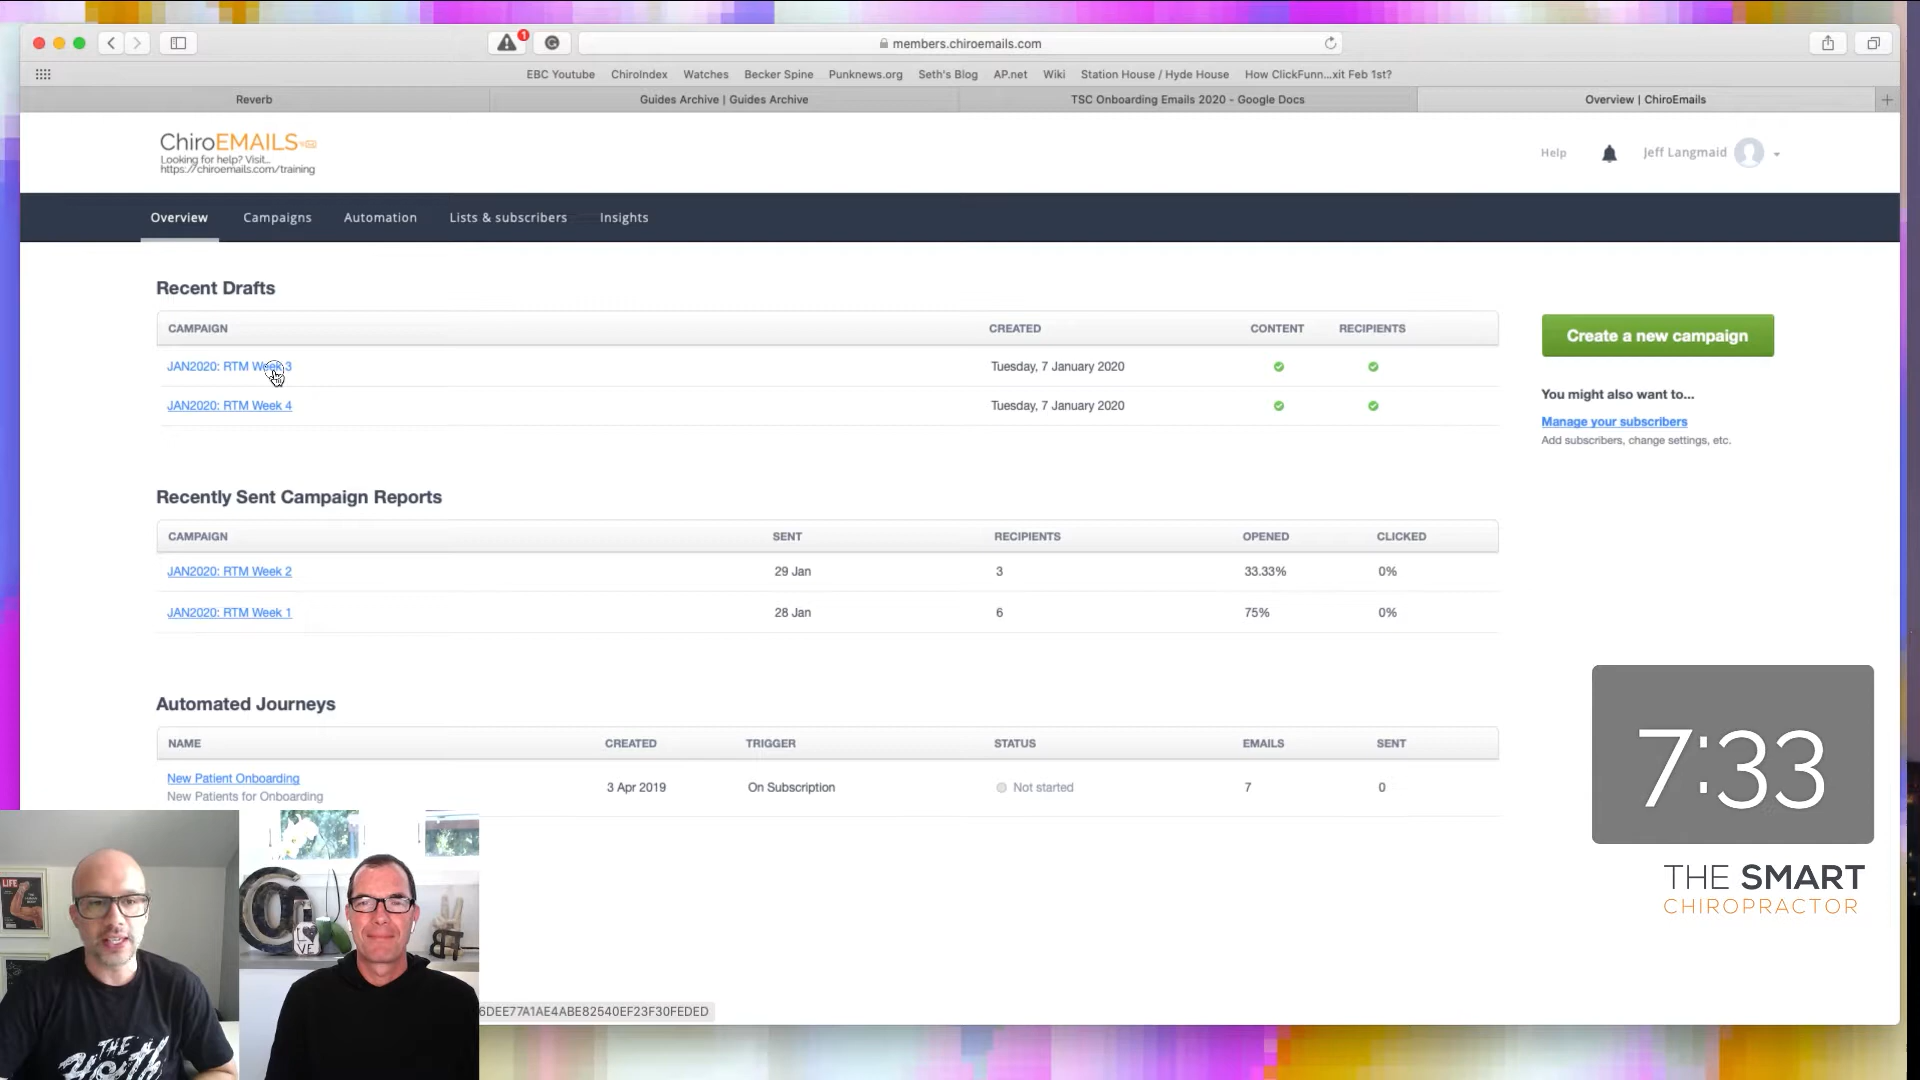 1
members.chiroemails.com
EBC Youtube ChiroIndex Watches Becker Spine Punknews.org Seth's Blog AP.net Wiki Station House / Hyde House How ClickFunn...xit Feb 1st?
Reverb Guides Archive | Guides Archive TSC Onboarding Emails 2020 - Google Docs Overview | ChiroEmails
ChiroEMAILS
Looking for help? Visit...
https://chiroemails.com/training
Help Jeff Langmaid
Overview Campaigns Automation Lists & subscribers Insights
Recent Drafts
CAMPAIGN CREATED CONTENT RECIPIENTS
JAN2020: RTM Week 3 Tuesday, 7 January 2020
JAN2020: RTM Week 4 Tuesday, 7 January 2020
Create a new campaign
You might also want to...
Manage your subscribers
Add subscribers, change settings, etc.
Recently Sent Campaign Reports
CAMPAIGN SENT RECIPIENTS OPENED CLICKED
JAN2020: RTM Week 2 29 Jan 3 33.33% 0%
JAN2020: RTM Week 1 28 Jan 6 75% 0%
Automated Journeys
NAME CREATED TRIGGER STATUS EMAILS SENT
New Patient Onboarding 3 Apr 2019 On Subscription Not started 7 0
New Patients for Onboarding
7:33
THE SMART
CHIROPRACTOR
LIFE
LOVE
6DEE77A1AE4ABE82540EF23F30FEDED
THE